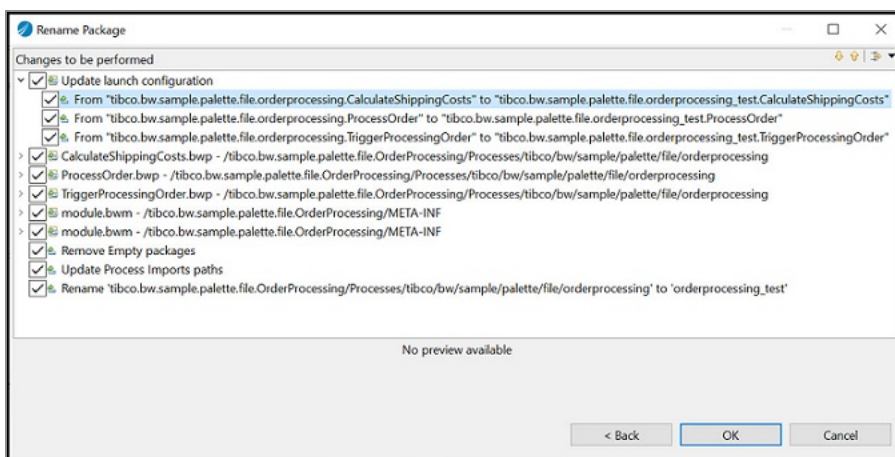 Rename Package
Changes to be performed
Update launch configuration
From "tibco.bw.sample.palette.file.orderprocessing.CalculateShippingCosts" to "tibco.bw.sample.palette.file.orderprocessing_test.CalculateShippingCosts"
From "tibco.bw.sample.palette.file.orderprocessing.ProcessOrder" to "tibco.bw.sample.palette.file.orderprocessing_test.ProcessOrder"
From "tibco.bw.sample.palette.file.orderprocessing.TriggerProcessingOrder" to "tibco.bw.sample.palette.file.orderprocessing_test.TriggerProcessingOrder"
CalculateShippingCosts.bwp - /tibco.bw.sample.palette.file.OrderProcessing/Processes/tibco/bw/sample/palette/file/orderprocessing
ProcessOrder.bwp - /tibco.bw.sample.palette.file.OrderProcessing/Processes/tibco/bw/sample/palette/file/orderprocessing
TriggerProcessingOrder.bwp - /tibco.bw.sample.palette.file.OrderProcessing/Processes/tibco/bw/sample/palette/file/orderprocessing
module.bwm - /tibco.bw.sample.palette.file.OrderProcessing/META-INF
module.bwm - /tibco.bw.sample.palette.file.OrderProcessing/META-INF
Remove Empty packages
Update Process Imports paths
Rename 'tibco.bw.sample.palette.file.OrderProcessing/Processes/tibco/bw/sample/palette/file/orderprocessing' to 'orderprocessing_test'
No preview available
< Back OK Cancel